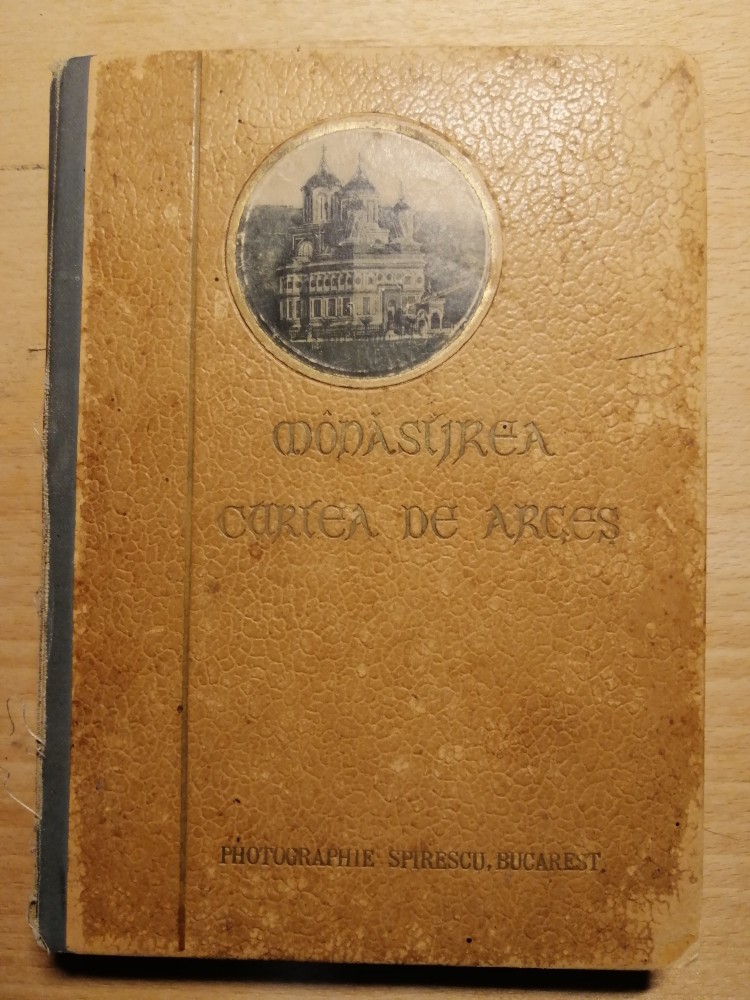 MÔNĂSTIREA
CURTEA DE ARGEȘ
PHOTOGRAPHIE SPIRESCU, BUCAREST.